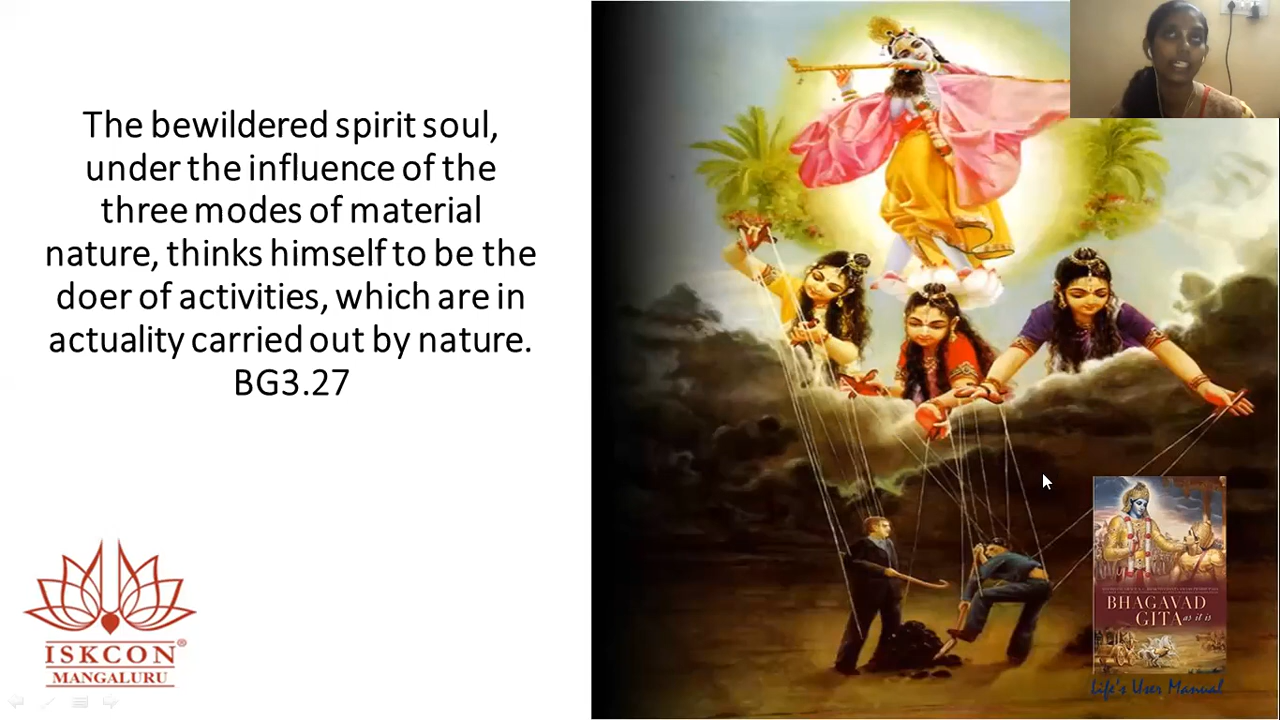 The bewildered spirit soul,
under the influence of the
three modes of material
nature, thinks himself to be the
doer of activities, which are in
actuality carried out by nature.
BG3.27
ISKCON®
MANGALURU
BHAGAVAD
GITA as it is
Life's User Manual